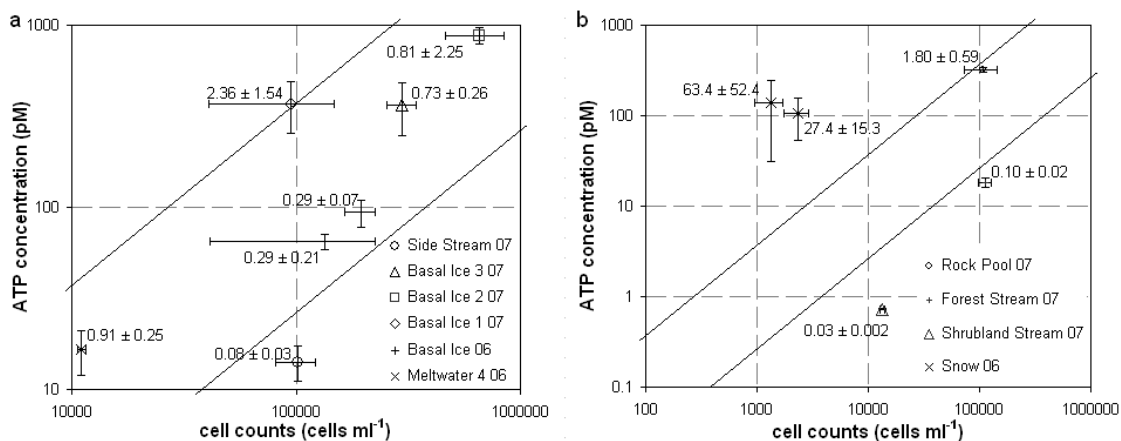 a
ATP concentration (pM)
1000
100
10
0.81 ± 2.25
2.36 ± 1.54
0.73 ± 0.26
0.29 ± 0.07
0.29 ± 0.21
0.91 ± 0.25
0.08 ± 0.03
Side Stream 07
Basal Ice 3 07
Basal Ice 2 07
Basal Ice 1 07
Basal Ice 06
Meltwater 4 06
10000
100000
1000000
cell counts (cells ml⁻¹)
b
ATP concentration (pM)
1000
100
10
1
0.1
1.80 ± 0.59
63.4 ± 52.4
27.4 ± 15.3
0.10 ± 0.02
0.03 ± 0.002
Rock Pool 07
Forest Stream 07
Shrubland Stream 07
Snow 06
100
1000
10000
100000
1000000
cell counts (cells ml⁻¹)